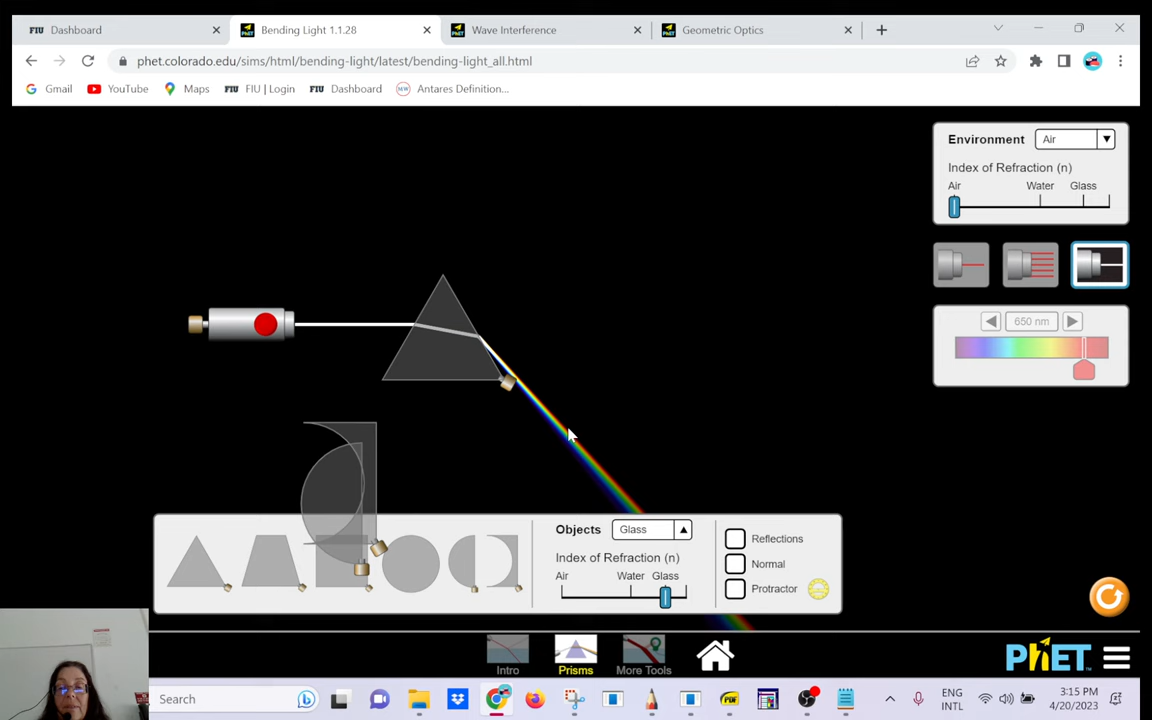 FIU Dashboard
Bending Light 1.1.28
Wave Interference
Geometric Optics
phet.colorado.edu/sims/html/bending-light/latest/bending-light_all.html
Gmail
YouTube
Maps
FIU FIU | Login
FIU Dashboard
Antares Definition...
Environment Air
Index of Refraction (n)
Air Water Glass
650 nm
Objects Glass
Index of Refraction (n)
Air Water Glass
Reflections
Normal
Protractor
Intro
Prisms
More Tools
PhET
Search
ENG
INTL
3:15 PM
4/20/2023